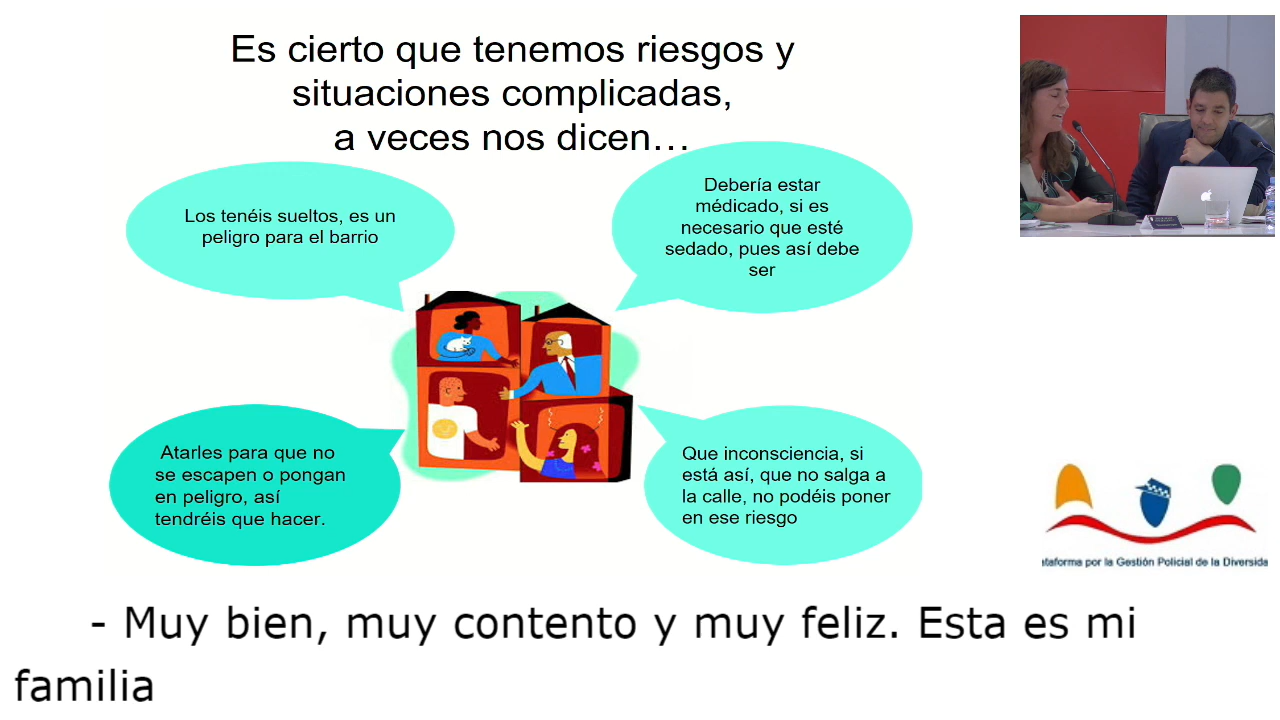 Es cierto que tenemos riesgos y
situaciones complicadas,
a veces nos dicen…
Los tenéis sueltos, es un
peligro para el barrio
Debería estar
médicado, si es
necesario que esté
sedado, pues así debe
ser
Atarles para que no
se escapen o pongan
en peligro, así
tendréis que hacer.
Que inconsciencia, si
está así, que no salga a
la calle, no podéis poner
en ese riesgo
ataforma por la Gestión Policial de la Diversida
- Muy bien, muy contento y muy feliz. Esta es mi
familia